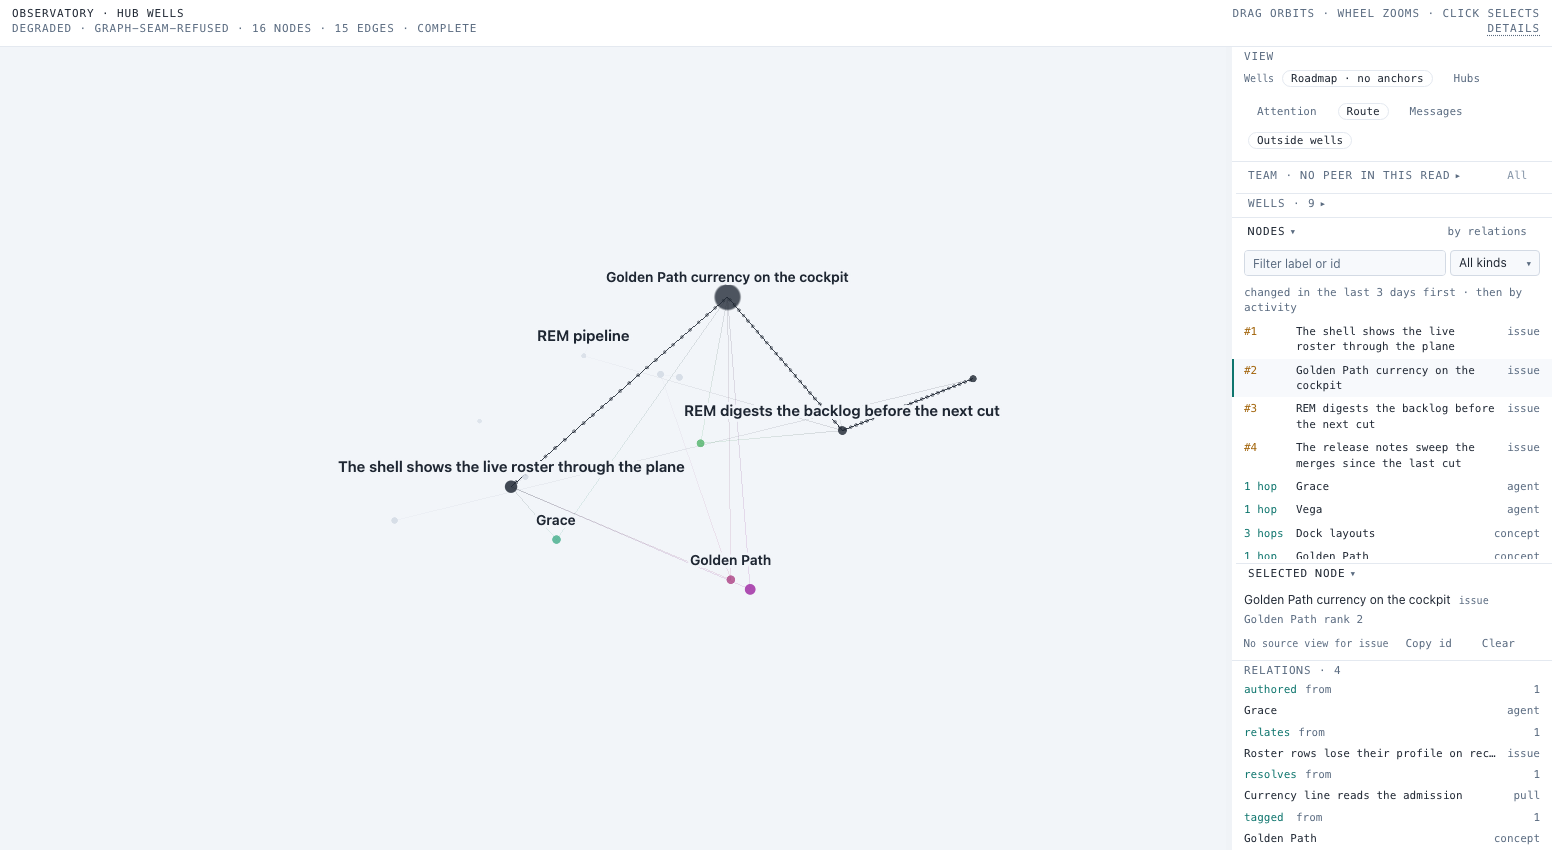 OBSERVATORY · HUB WELLS
DEGRADED · GRAPH-SEAM-REFUSED · 16 NODES · 15 EDGES · COMPLETE
DRAG ORBITS · WHEEL ZOOMS · CLICK SELECTS
DETAILS
Golden Path currency on the cockpit
REM pipeline
REM digests the backlog before the next cut
The shell shows the live roster through the plane
Grace
Golden Path
VIEW
Wells Roadmap · no anchors Hubs
Attention Route Messages
Outside wells
TEAM · NO PEER IN THIS READ ▸ All
WELLS · 9 ▸
NODES ▾ by relations
Filter label or id All kinds ▾
changed in the last 3 days first · then by
activity
#1 The shell shows the live issue
roster through the plane
#2 Golden Path currency on the issue
cockpit
#3 REM digests the backlog before issue
the next cut
#4 The release notes sweep the issue
merges since the last cut
1 hop Grace agent
1 hop Vega agent
3 hops Dock layouts concept
1 hop Golden Path concept
SELECTED NODE ▾
Golden Path currency on the cockpit issue
Golden Path rank 2
No source view for issue Copy id Clear
RELATIONS · 4
authored from 1
Grace agent
relates from 1
Roster rows lose their profile on rec… issue
resolves from 1
Currency line reads the admission pull
tagged from 1
Golden Path concept